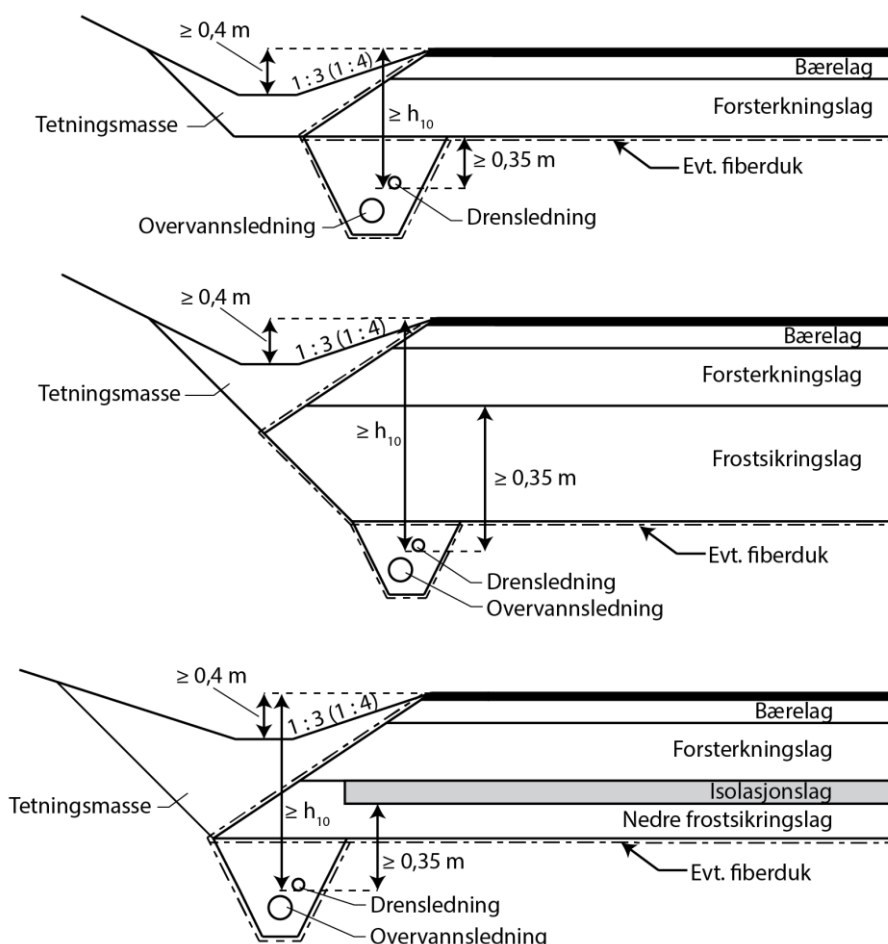 ≥ 0,4 m
1 : 3 (1 : 4)
Bærelag
Forsterkningslag
Tetningsmasse
≥ h10
≥ 0,35 m
Evt. fiberduk
Overvannsledning
Drensledning
≥ 0,4 m
1 : 3 (1 : 4)
Bærelag
Forsterkningslag
Tetningsmasse
≥ h10
≥ 0,35 m
Frostsikringslag
Evt. fiberduk
Drensledning
Overvannsledning
≥ 0,4 m
1 : 3 (1 : 4)
Bærelag
Forsterkningslag
Isolasjonslag
Tetningsmasse
≥ h10
Nedre frostsikringslag
≥ 0,35 m
Evt. fiberduk
Drensledning
Overvannsledning